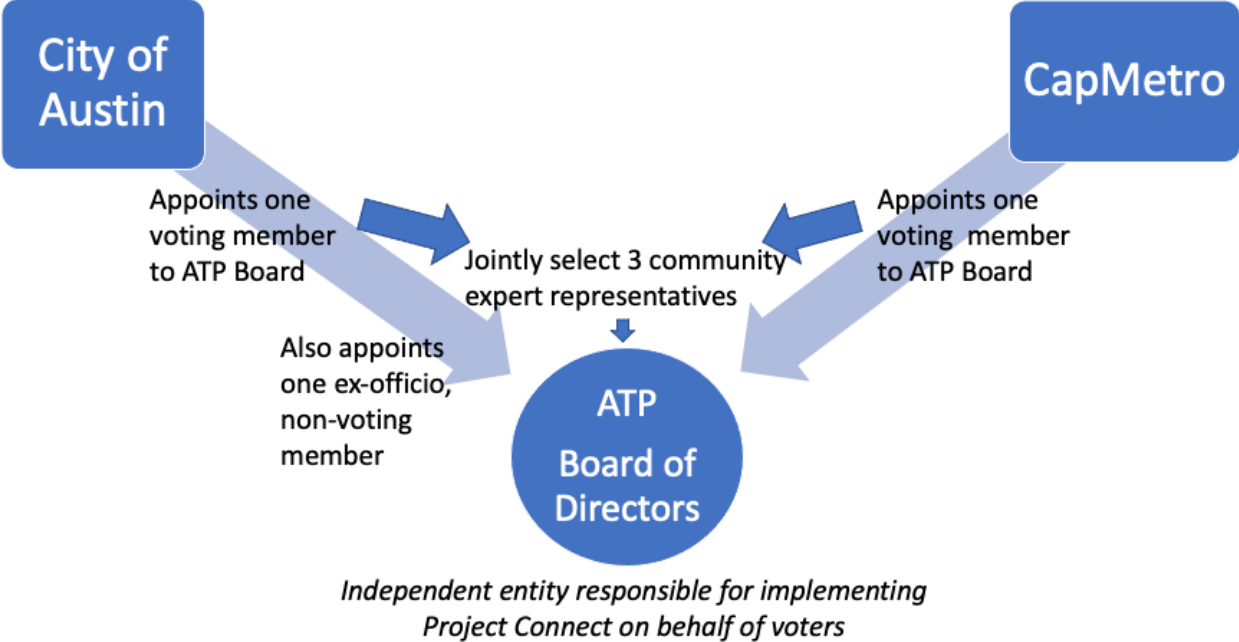 City of
Austin
CapMetro
Appoints one
voting member
to ATP Board
Appoints one
voting  member
to ATP Board
Jointly select 3 community
expert representatives
Also appoints
one ex-officio,
non-voting
member
ATP
Board of
Directors
Independent entity responsible for implementing
Project Connect on behalf of voters